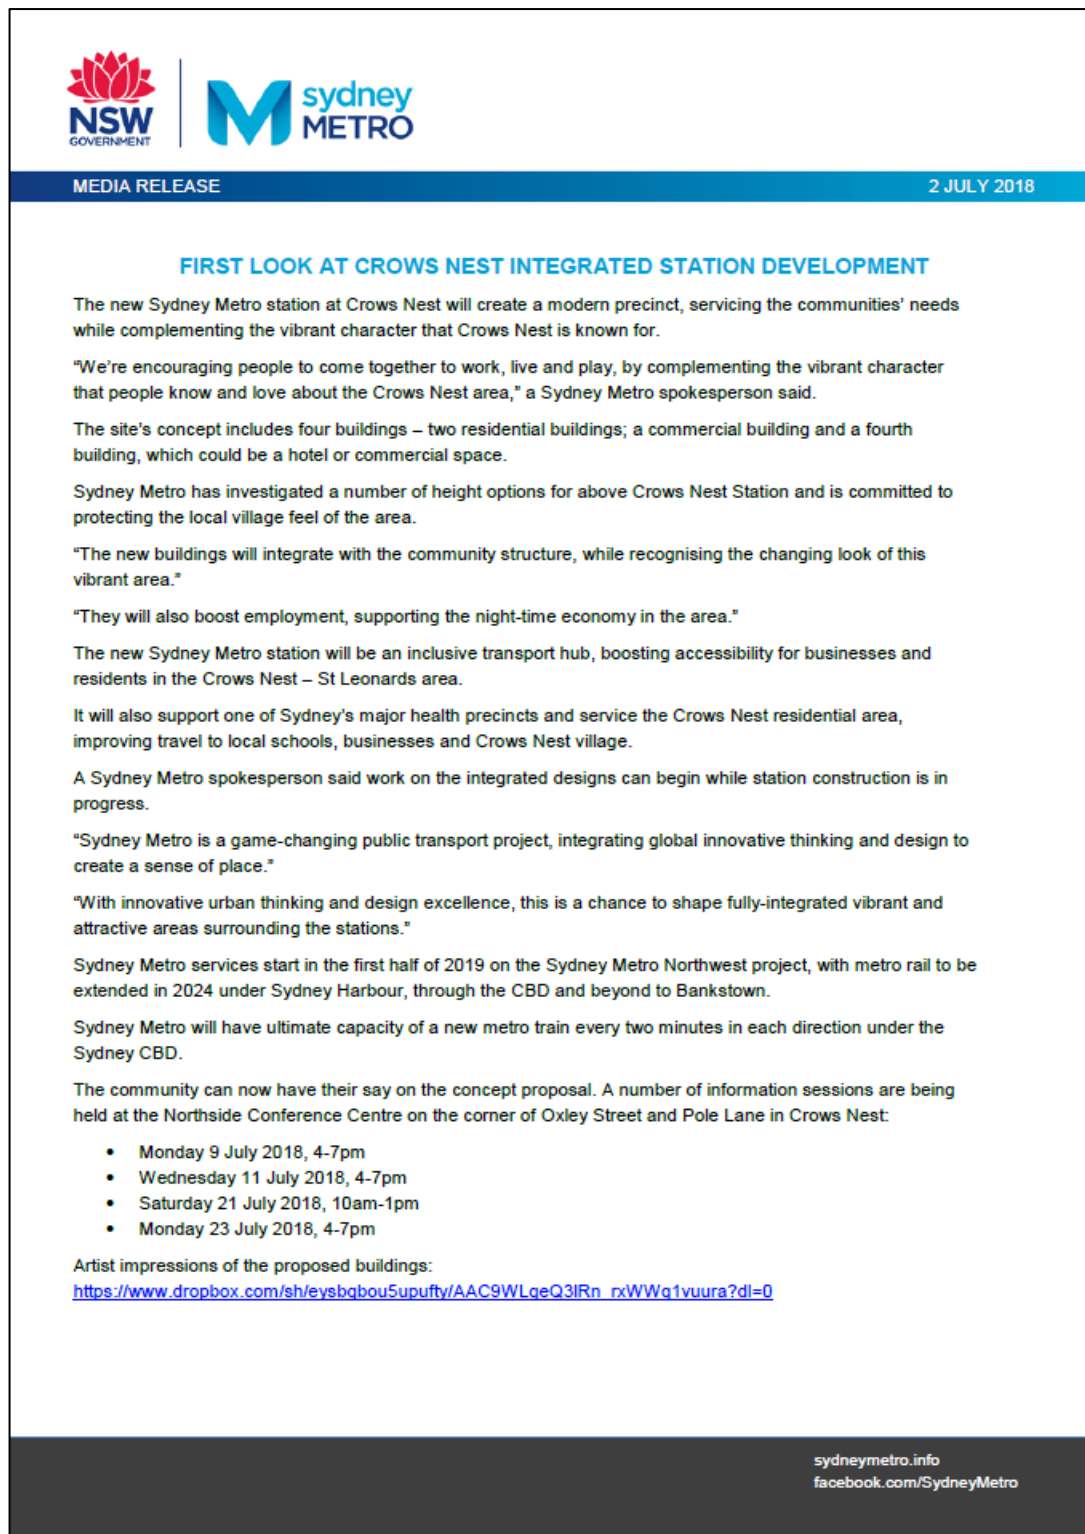 NSW
GOVERNMENT
sydney
METRO
MEDIA RELEASE
2 JULY 2018
FIRST LOOK AT CROWS NEST INTEGRATED STATION DEVELOPMENT
The new Sydney Metro station at Crows Nest will create a modern precinct, servicing the communities' needs
while complementing the vibrant character that Crows Nest is known for.
“We're encouraging people to come together to work, live and play, by complementing the vibrant character
that people know and love about the Crows Nest area,” a Sydney Metro spokesperson said.
The site's concept includes four buildings – two residential buildings; a commercial building and a fourth
building, which could be a hotel or commercial space.
Sydney Metro has investigated a number of height options for above Crows Nest Station and is committed to
protecting the local village feel of the area.
“The new buildings will integrate with the community structure, while recognising the changing look of this
vibrant area.”
“They will also boost employment, supporting the night-time economy in the area.”
The new Sydney Metro station will be an inclusive transport hub, boosting accessibility for businesses and
residents in the Crows Nest – St Leonards area.
It will also support one of Sydney's major health precincts and service the Crows Nest residential area,
improving travel to local schools, businesses and Crows Nest village.
A Sydney Metro spokesperson said work on the integrated designs can begin while station construction is in
progress.
“Sydney Metro is a game-changing public transport project, integrating global innovative thinking and design to
create a sense of place.”
“With innovative urban thinking and design excellence, this is a chance to shape fully-integrated vibrant and
attractive areas surrounding the stations.”
Sydney Metro services start in the first half of 2019 on the Sydney Metro Northwest project, with metro rail to be
extended in 2024 under Sydney Harbour, through the CBD and beyond to Bankstown.
Sydney Metro will have ultimate capacity of a new metro train every two minutes in each direction under the
Sydney CBD.
The community can now have their say on the concept proposal. A number of information sessions are being
held at the Northside Conference Centre on the corner of Oxley Street and Pole Lane in Crows Nest:
• Monday 9 July 2018, 4-7pm
• Wednesday 11 July 2018, 4-7pm
• Saturday 21 July 2018, 10am-1pm
• Monday 23 July 2018, 4-7pm
Artist impressions of the proposed buildings:
https://www.dropbox.com/sh/eysbqbou5upufty/AAC9WLqeQ3lRn_rxWWq1vuura?dl=0
sydneymetro.info
facebook.com/SydneyMetro